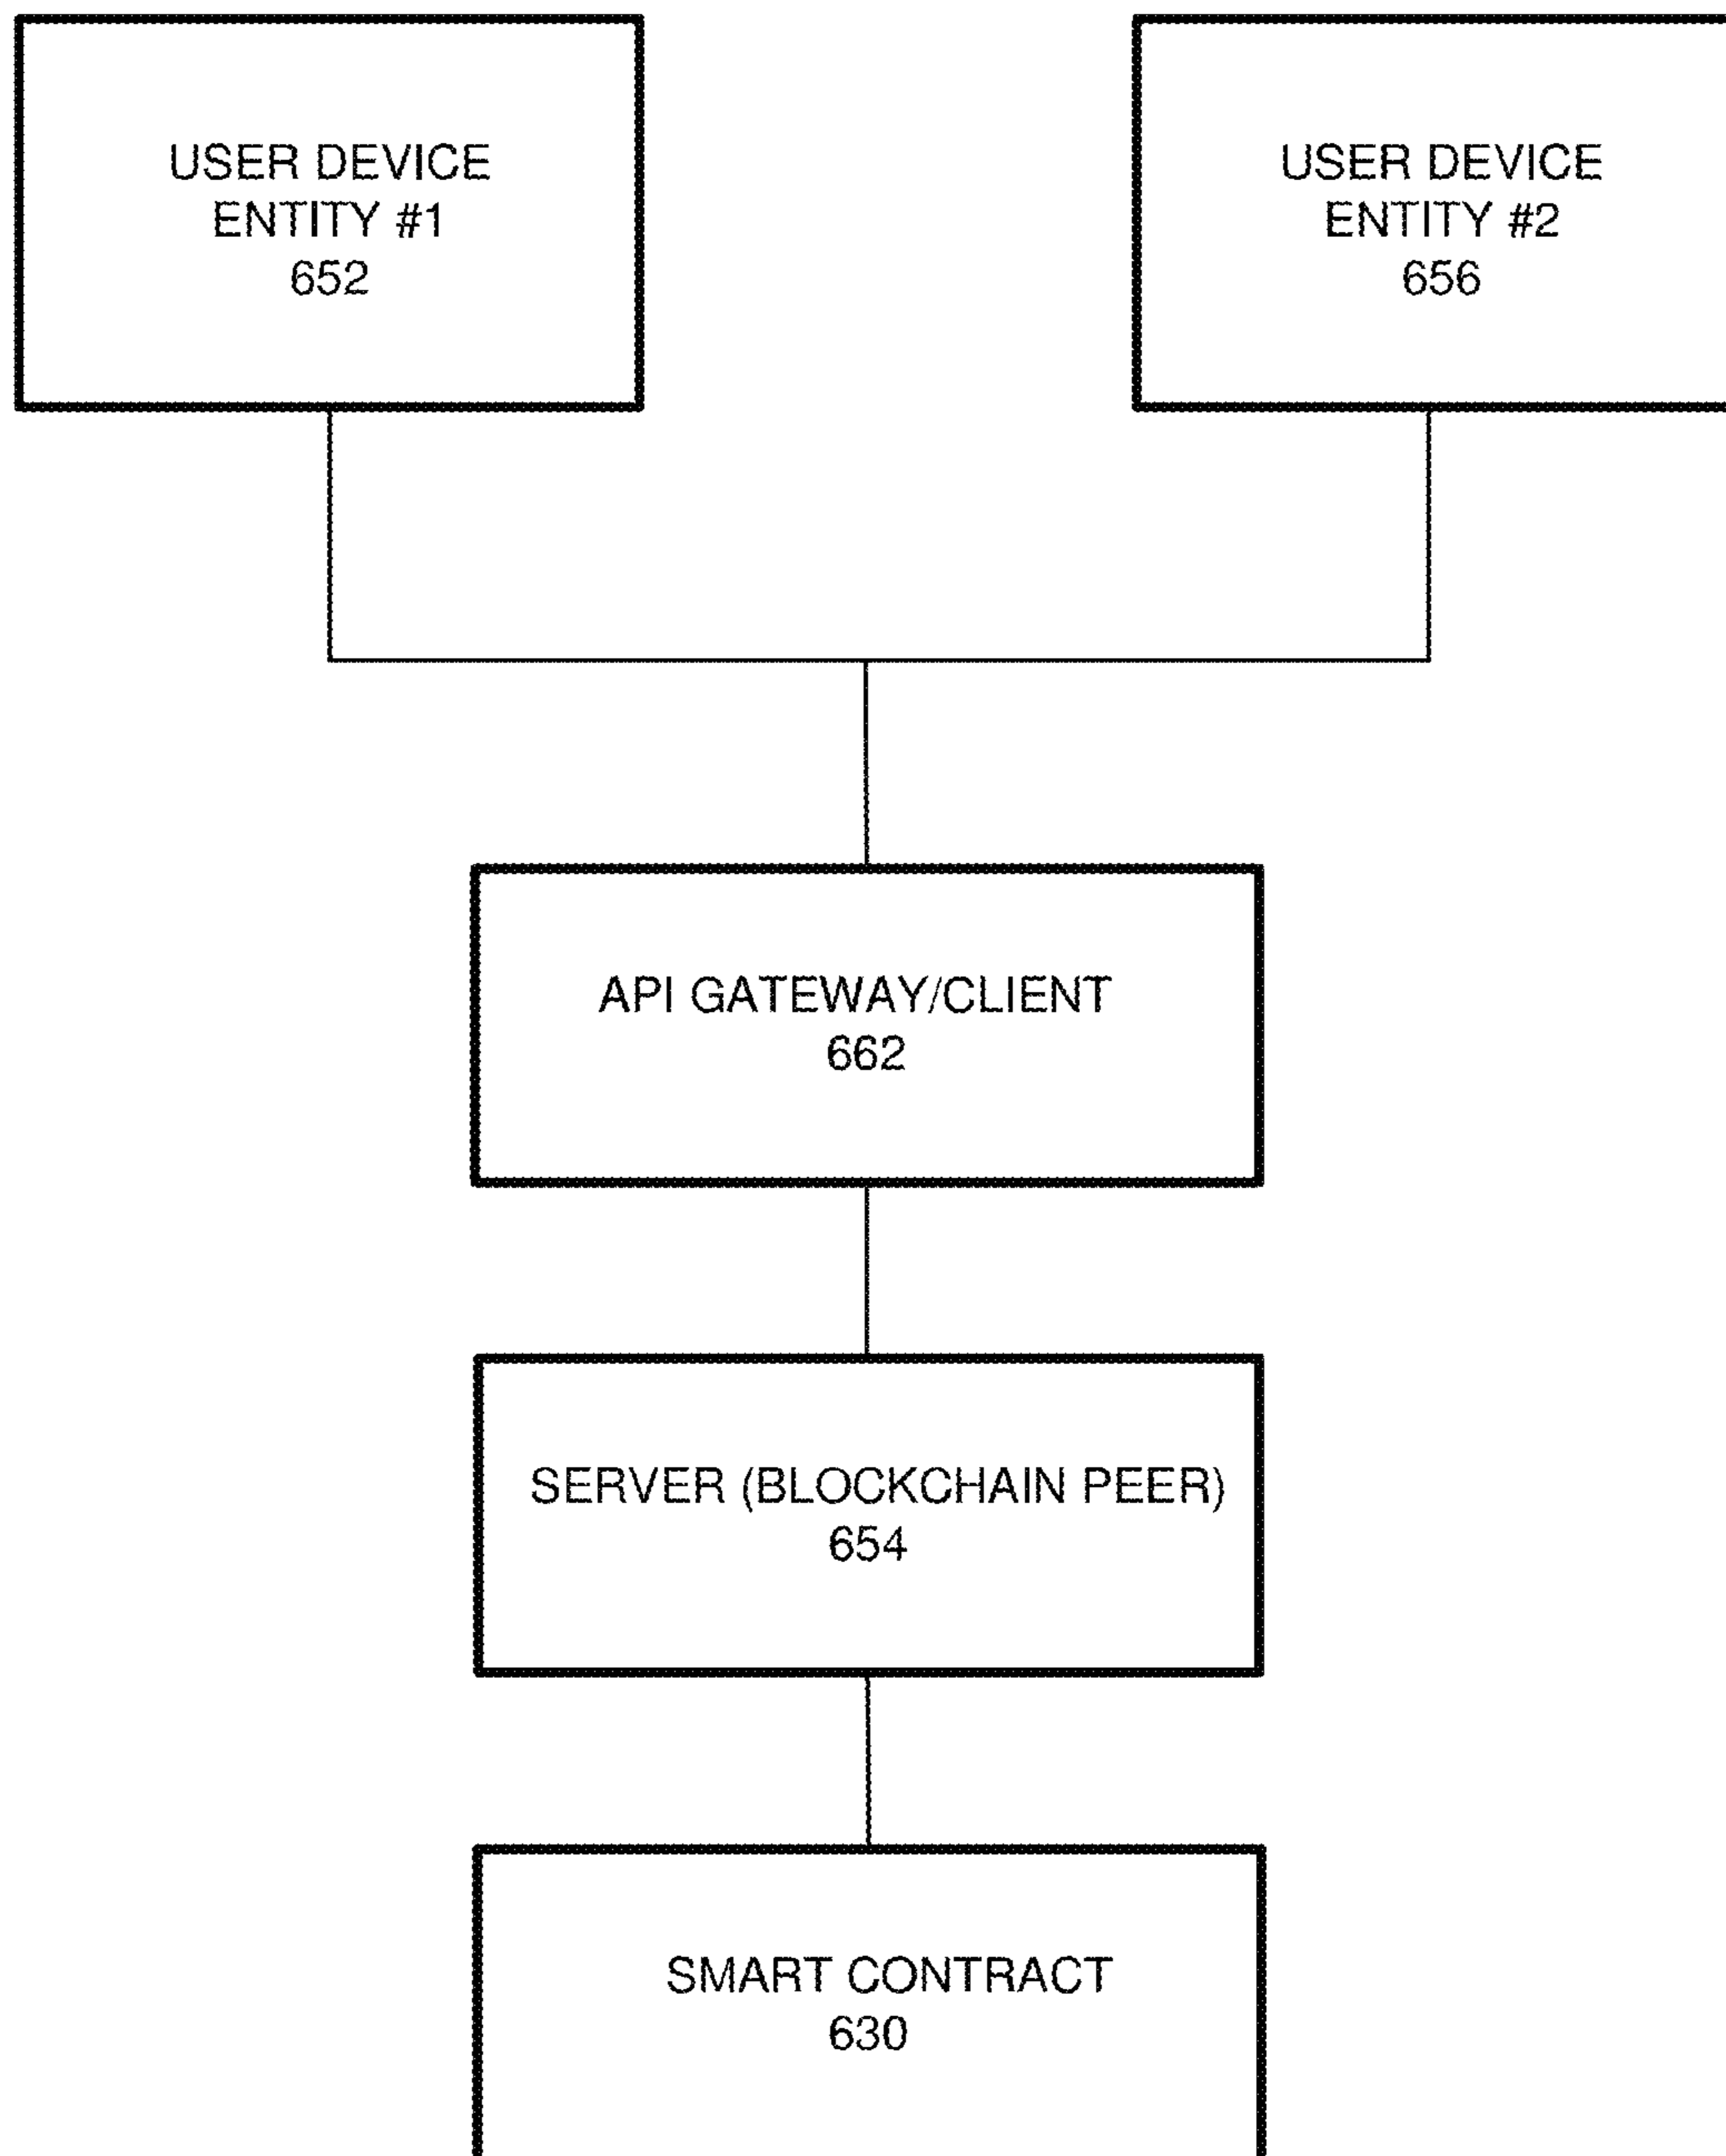 USER DEVICE
ENTITY #1
652
USER DEVICE
ENTITY #2
656
API GATEWAY/CLIENT
662
SERVER (BLOCKCHAIN PEER)
654
SMART CONTRACT
630